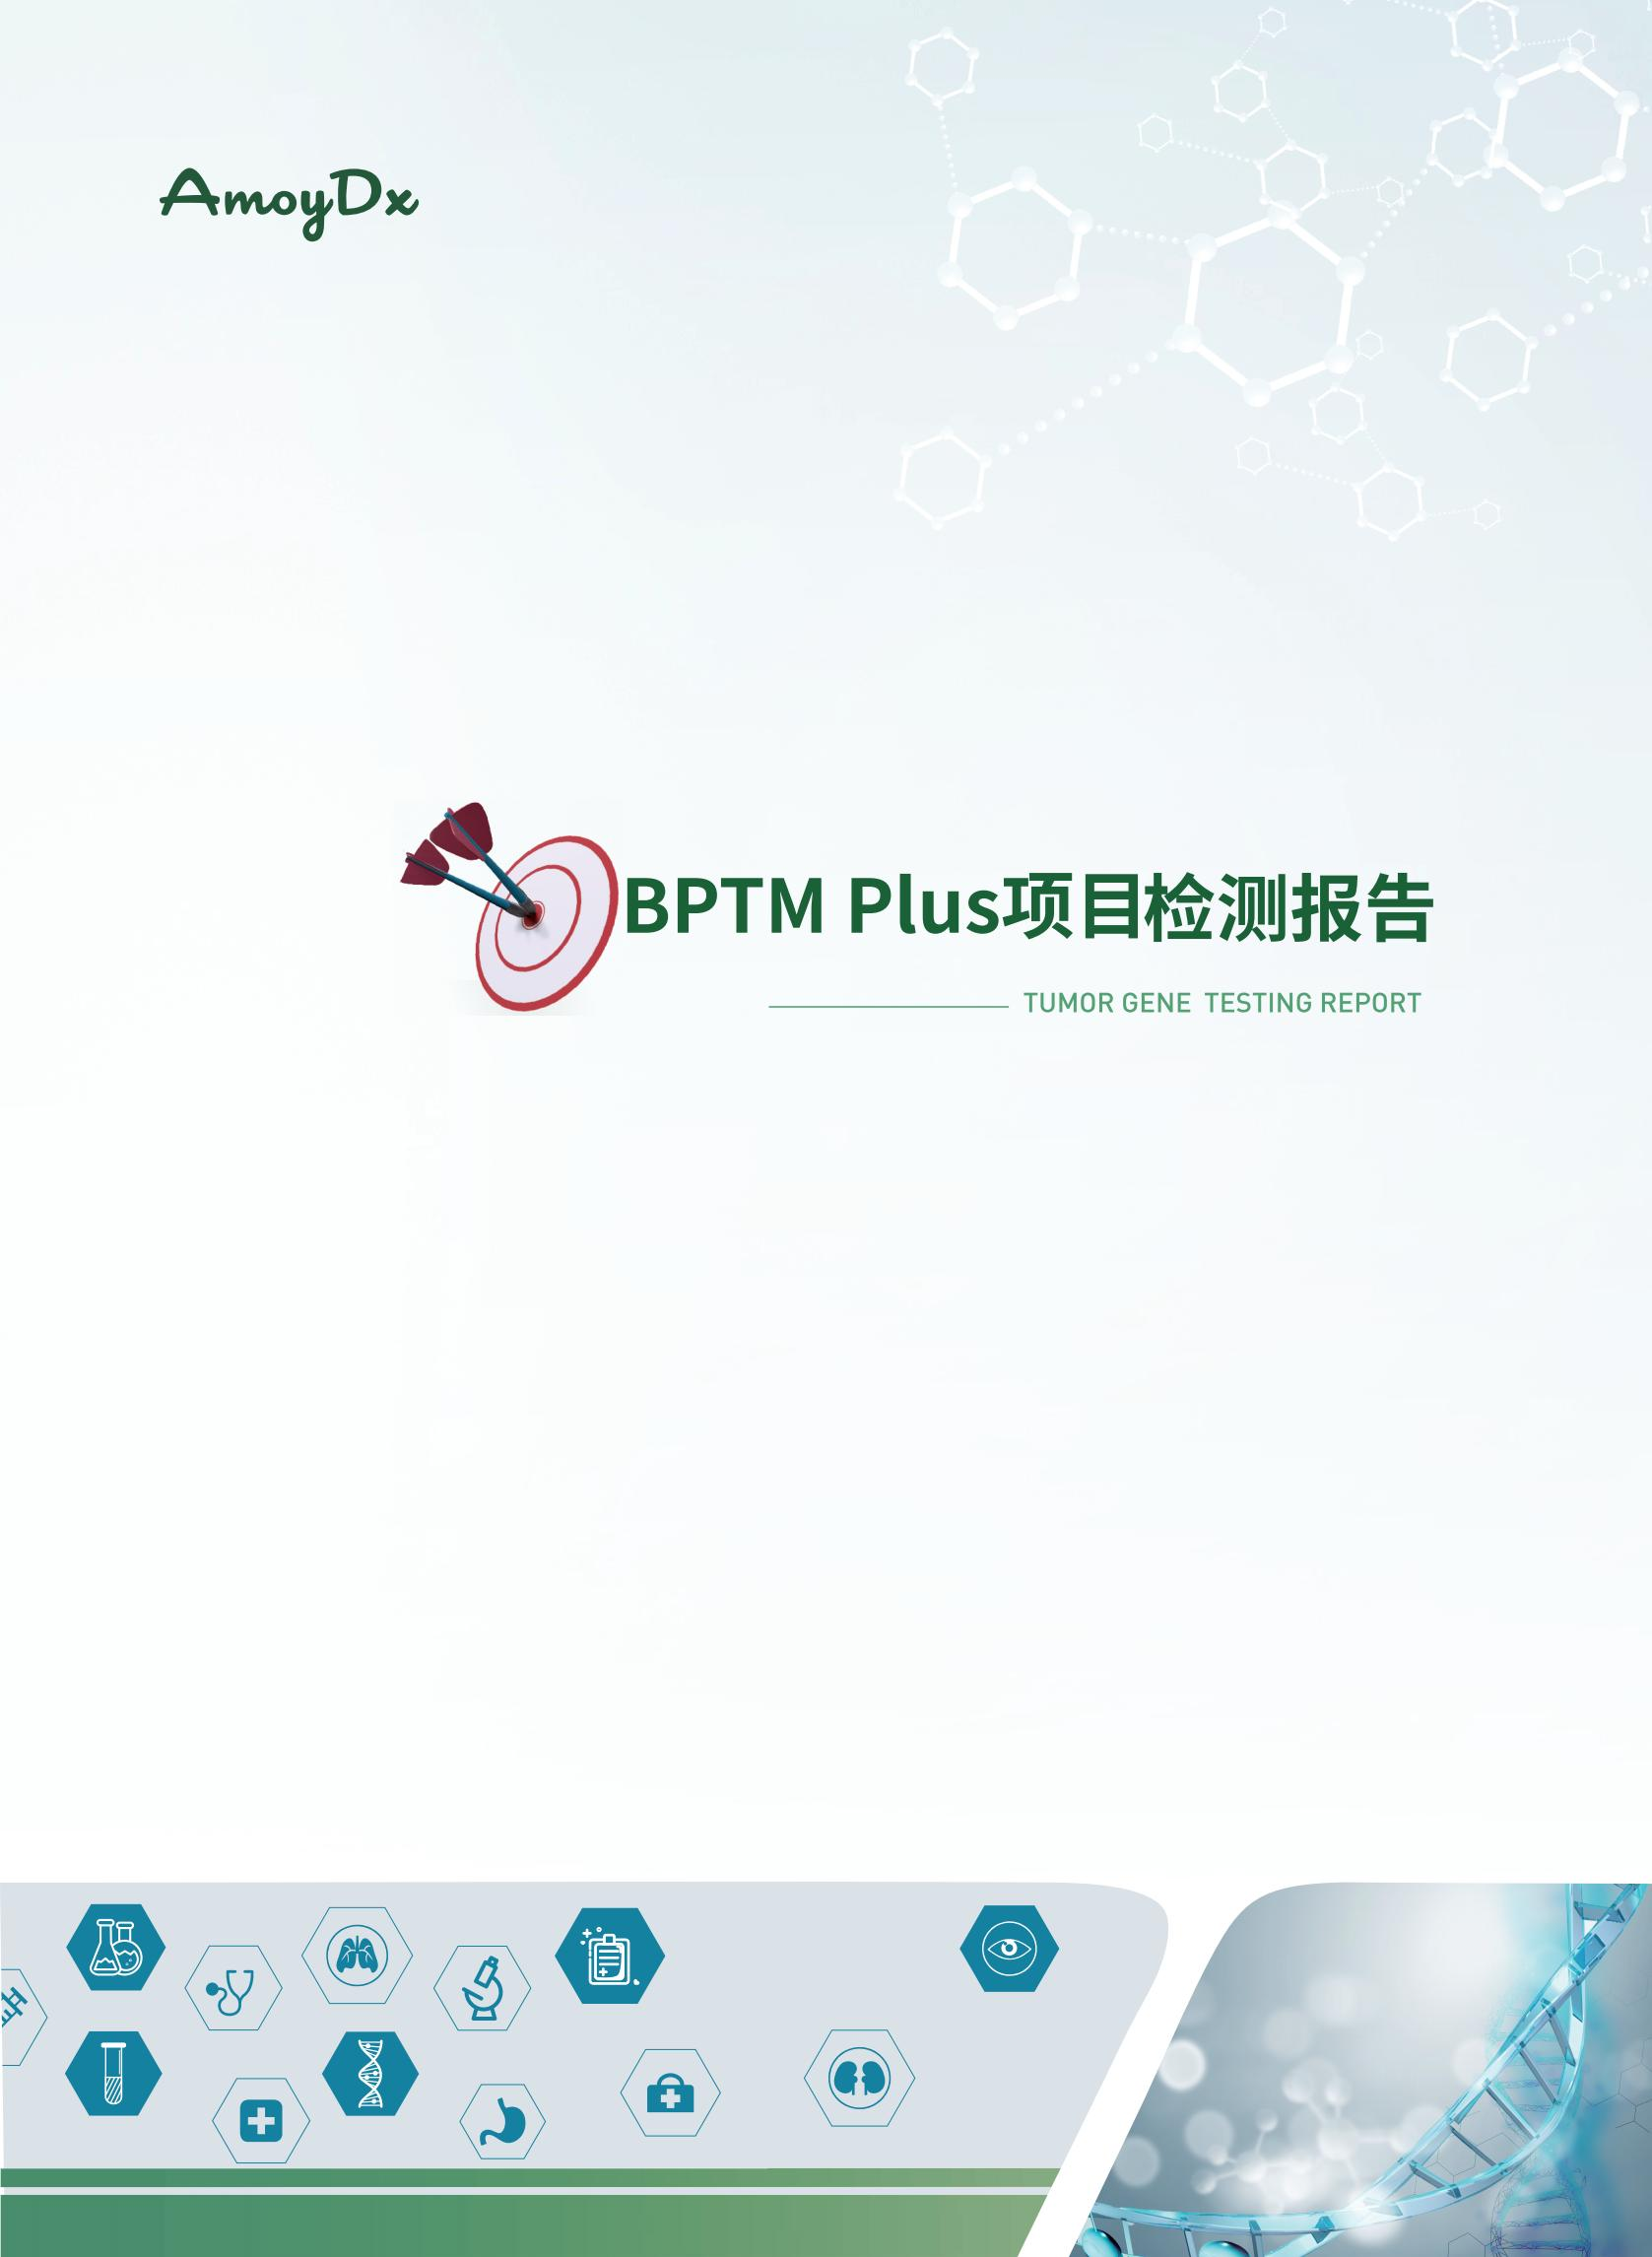 AmoyDx
BPTM Plus项目检测报告
TUMOR GENE TESTING REPORT